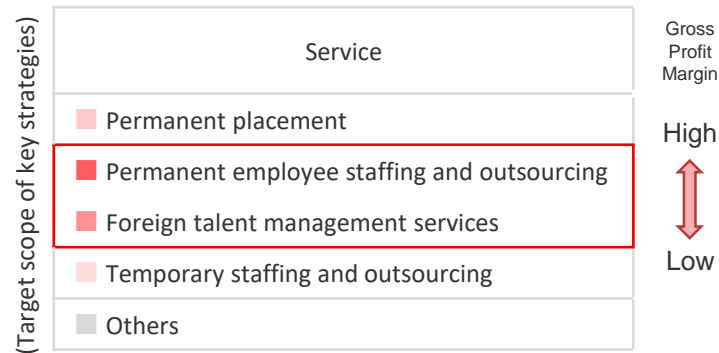 (Target scope of key strategies)
Service
Gross
Profit
Margin
Permanent placement
Permanent employee staffing and outsourcing
Foreign talent management services
Temporary staffing and outsourcing
Others
High
Low